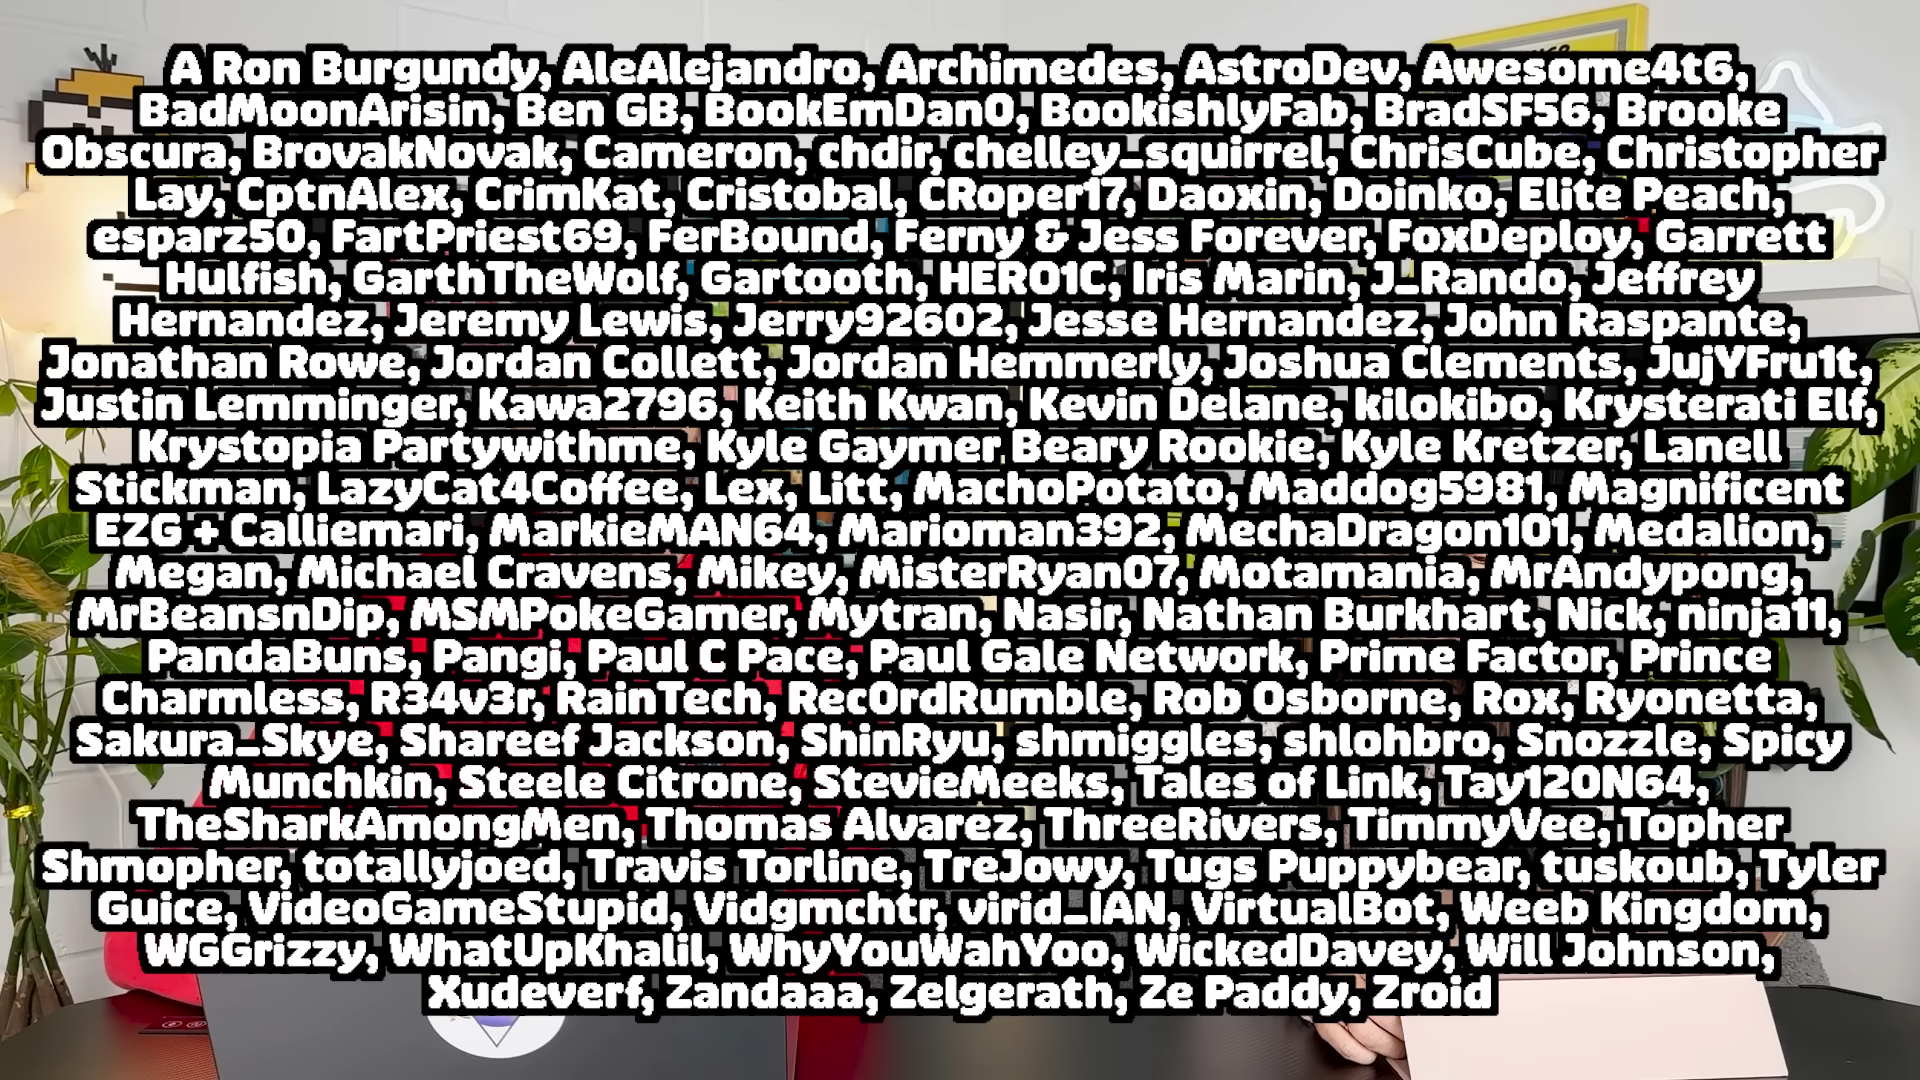 A Ron Burgundy, AleAlejandro, Archimedes, AstroDev, Awesome4t6,
BadMoonArisin, Ben GB, BookEmDan0, BookishlyFab, BradSF56, Brooke
Obscura, BrovakNovak, Cameron, chdir, chelley_squirrel, ChrisCube, Christopher
Lay, CptnAlex, CrimKat, Cristobal, CRoper17, Daoxin, Doinko, Elite Peach,
esparz50, FartPriest69, FerBound, Ferny & Jess Forever, FoxDeploy, Garrett
Hulfish, GarthTheWolf, Gartooth, HERO1C, Iris Marin, J_Rando, Jeffrey
Hernandez, Jeremy Lewis, Jerry92602, Jesse Hernandez, John Raspante,
Jonathan Rowe, Jordan Collett, Jordan Hemmerly, Joshua Clements, JujYFru1t,
Justin Lemminger, Kawa2796, Keith Kwan, Kevin Delane, kilokibo, Krysterati Elf,
Krystopia Partywithme, Kyle Gaymer Beary Rookie, Kyle Kretzer, Lanell
Stickman, LazyCat4Coffee, Lex, Litt, MachoPotato, Maddog5981, Magnificent
EZG + Calliemari, MarkieMAN64, Marioman392, MechaDragon101, Medalion,
Megan, Michael Cravens, Mikey, MisterRyan07, Motamania, MrAndypong,
MrBeansnDip, MSMPokeGamer, Mytran, Nasir, Nathan Burkhart, Nick, ninja11,
PandaBuns, Pangi, Paul C Pace, Paul Gale Network, Prime Factor, Prince
Charmless, R34v3r, RainTech, Rec0rdRumble, Rob Osborne, Rox, Ryonetta,
Sakura_Skye, Shareef Jackson, ShinRyu, shmiggles, shlohbro, Snozzle, Spicy
Munchkin, Steele Citrone, StevieMeeks, Tales of Link, Tay120N64,
TheSharkAmongMen, Thomas Alvarez, ThreeRivers, TimmyVee, Topher
Shmopher, totallyjoed, Travis Torline, TreJowy, Tugs Puppybear, tuskoub, Tyler
Guice, VideoGameStupid, Vidgmchtr, virid_IAN, VirtualBot, Weeb Kingdom,
WGGrizzy, WhatUpKhalil, WhyYouWahYoo, WickedDavey, Will Johnson,
Xudeverf, Zandaaa, Zelgerath, Ze Paddy, Zroid